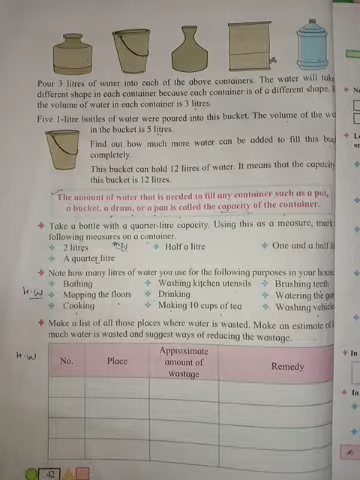 Pour 3 litres of water into each of the above containers. The water will take
different shape in each container because each container is of a different shape.
the volume of water in each container is 3 litres.
Five 1-litre bottles of water were poured into this bucket. The volume of the
in the bucket is 5 litres.
Find out how much more water can be added to fill this
completely.
This bucket can hold 12 litres of water. It means that the capacity
this bucket is 12 litres.
The amount of water that is needed to fill any container such as a pot,
a bucket, a drum, or a pan is called the capacity of the container.
Take a bottle with a quarter-litre capacity. Using this as a measure, mark
following measures on a container.
2 litres Half a litre One and a half
A quarter litre
Note how many litres of water you use for the following purposes in your
Bathing Washing kitchen utensils Brushing teeth
H.W Mopping the floors Drinking Watering the
Cooking Making 10 cups of tea Washing
Make a list of all those places where water is wasted. Make an estimate of
much water is wasted and suggest ways of reducing the wastage.
H.W
No. Place Approximate amount of wastage Remedy
42